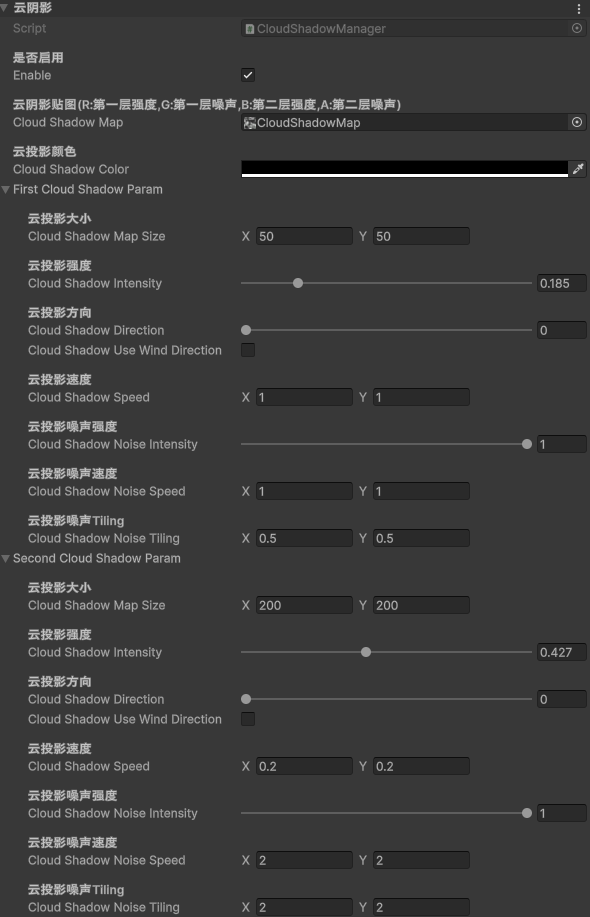 云阴影
Script CloudShadowManager
是否启用
Enable
云阴影贴图(R:第一层强度,G:第一层噪声,B:第二层强度,A:第二层噪声)
Cloud Shadow Map CloudShadowMap
云投影颜色
Cloud Shadow Color
First Cloud Shadow Param
云投影大小
Cloud Shadow Map Size X 50 Y 50
云投影强度
Cloud Shadow Intensity 0.185
云投影方向
Cloud Shadow Direction 0
Cloud Shadow Use Wind Direction
云投影速度
Cloud Shadow Speed X 1 Y 1
云投影噪声强度
Cloud Shadow Noise Intensity 1
云投影噪声速度
Cloud Shadow Noise Speed X 1 Y 1
云投影噪声Tiling
Cloud Shadow Noise Tiling X 0.5 Y 0.5
Second Cloud Shadow Param
云投影大小
Cloud Shadow Map Size X 200 Y 200
云投影强度
Cloud Shadow Intensity 0.427
云投影方向
Cloud Shadow Direction 0
Cloud Shadow Use Wind Direction
云投影速度
Cloud Shadow Speed X 0.2 Y 0.2
云投影噪声强度
Cloud Shadow Noise Intensity 1
云投影噪声速度
Cloud Shadow Noise Speed X 2 Y 2
云投影噪声Tiling
Cloud Shadow Noise Tiling X 2 Y 2